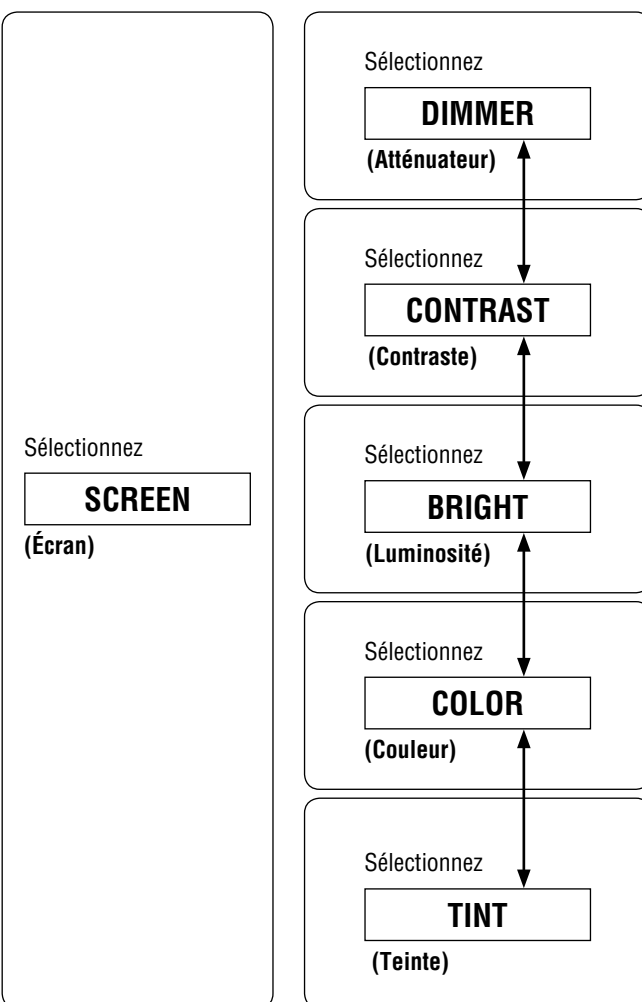 Sélectionnez
SCREEN
(Écran)
Sélectionnez
DIMMER
(Atténuateur)
Sélectionnez
CONTRAST
(Contraste)
Sélectionnez
BRIGHT
(Luminosité)
Sélectionnez
COLOR
(Couleur)
Sélectionnez
TINT
(Teinte)